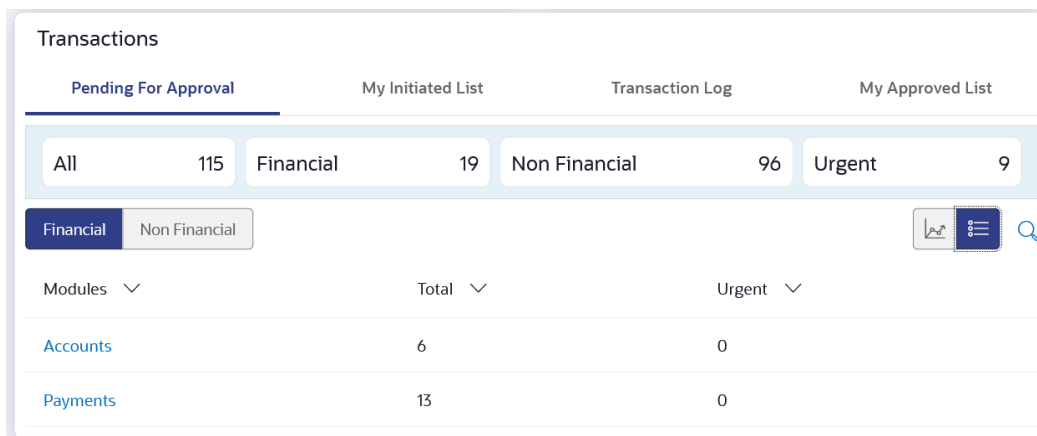 Transactions
Pending For Approval My Initiated List Transaction Log My Approved List
All 115 Financial 19 Non Financial 96 Urgent 9
Financial Non Financial
Modules Total Urgent
Accounts 6 0
Payments 13 0